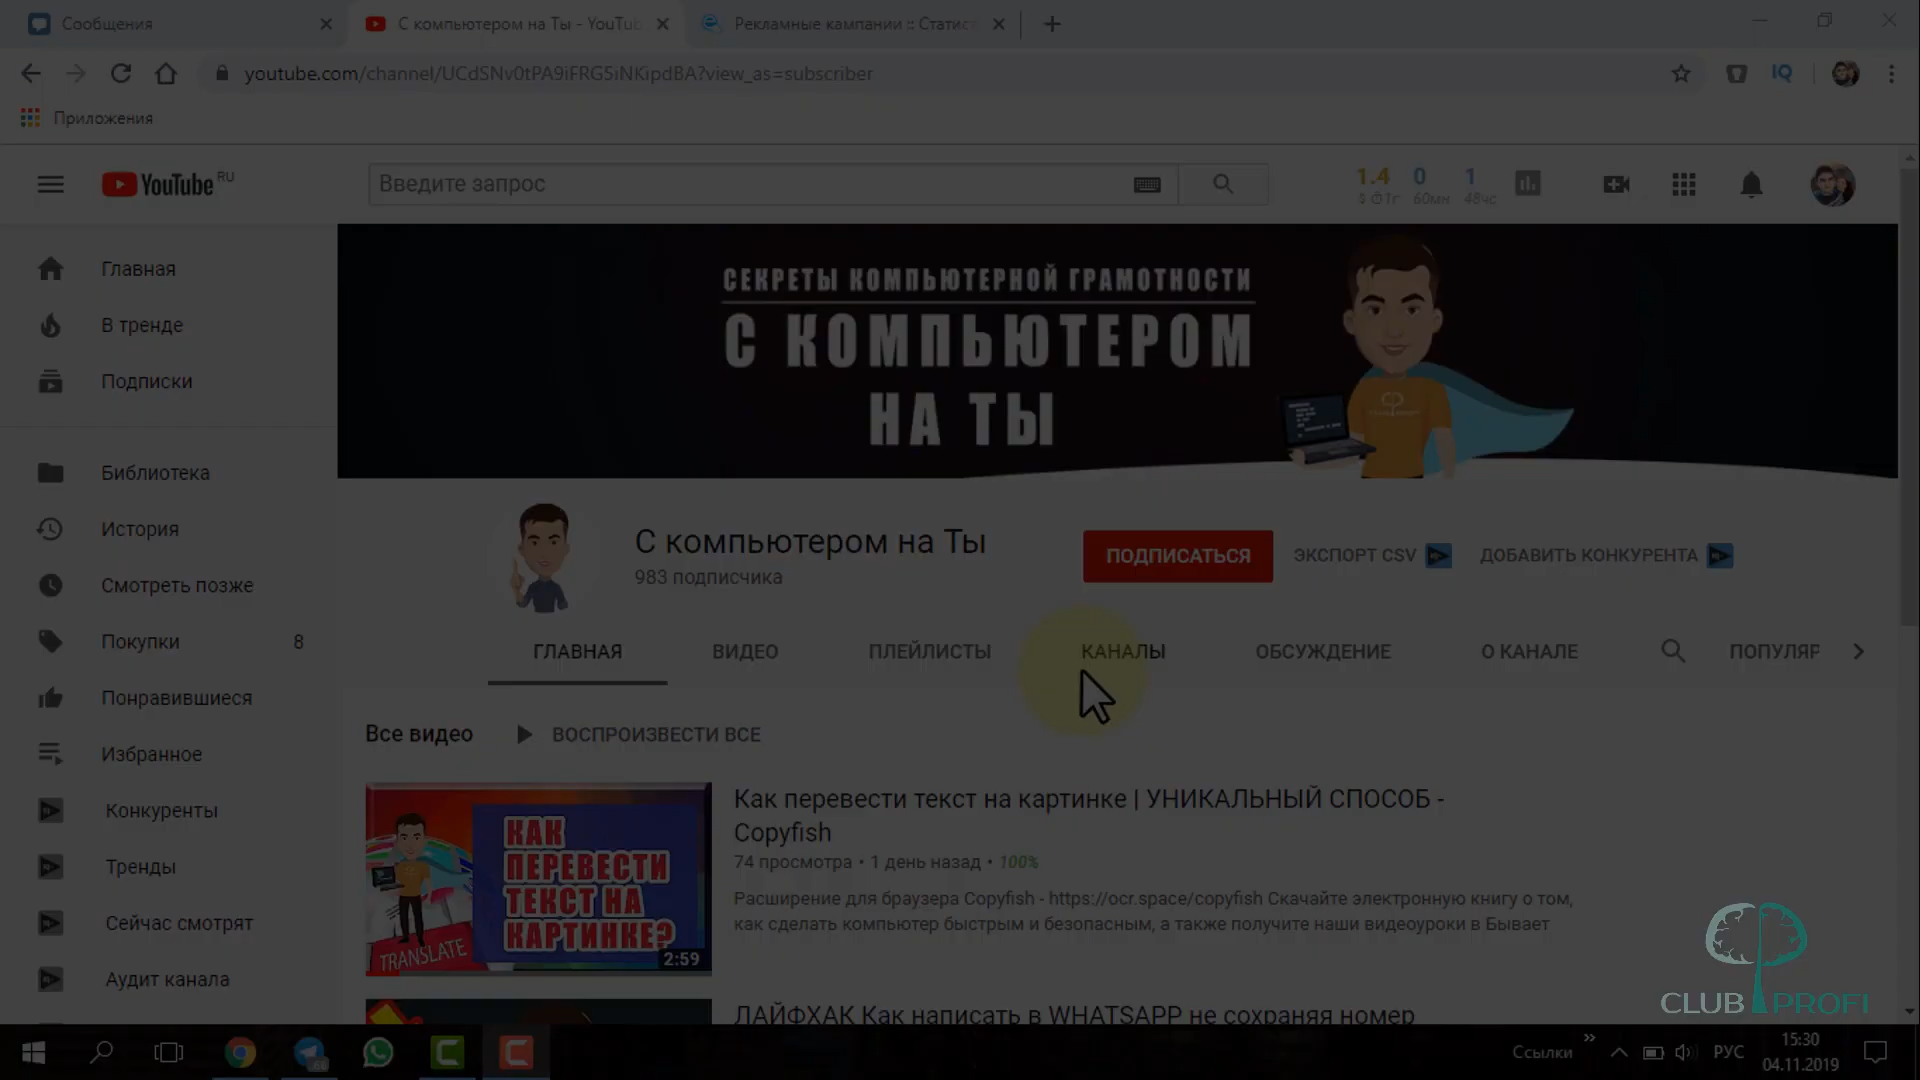 Сообщения
С компьютером на Ты - YouTub
Рекламные кампании :: Статис
youtube.com/channel/UCdSNv0tPA9iFRG5iNKipdBA?view_as=subscriber
IQ
Приложения
YouTube RU
Введите запрос
1.4 0 1
1г 60мн 48чс
Главная
В тренде
Подписки
Библиотека
История
Смотреть позже
Покупки 8
Понравившиеся
Избранное
Конкуренты
Тренды
Сейчас смотрят
Аудит канала
СЕКРЕТЫ КОМПЬЮТЕРНОЙ ГРАМОТНОСТИ
С КОМПЬЮТЕРОМ
НА ТЫ
С компьютером на Ты
983 подписчика
ПОДПИСАТЬСЯ
ЭКСПОРТ CSV
ДОБАВИТЬ КОНКУРЕНТА
ГЛАВНАЯ ВИДЕО ПЛЕЙЛИСТЫ КАНАЛЫ ОБСУЖДЕНИЕ О КАНАЛЕ ПОПУЛЯР
Все видео ВОСПРОИЗВЕСТИ ВСЕ
КАК
ПЕРЕВЕСТИ
ТЕКСТ НА
КАРТИНКЕ?
TRANSLATE
2:59
Как перевести текст на картинке | УНИКАЛЬНЫЙ СПОСОБ -
Copyfish
74 просмотра • 1 день назад • 100%
Расширение для браузера Copyfish - https://ocr.space/copyfish Скачайте электронную книгу о том,
как сделать компьютер быстрым и безопасным, а также получите наши видеоуроки в Бывает
ЛАЙФХАК Как написать в WHATSAPP не сохраняя номер
CLUB PROFI
Ссылки
РУС
15:30
04.11.2019